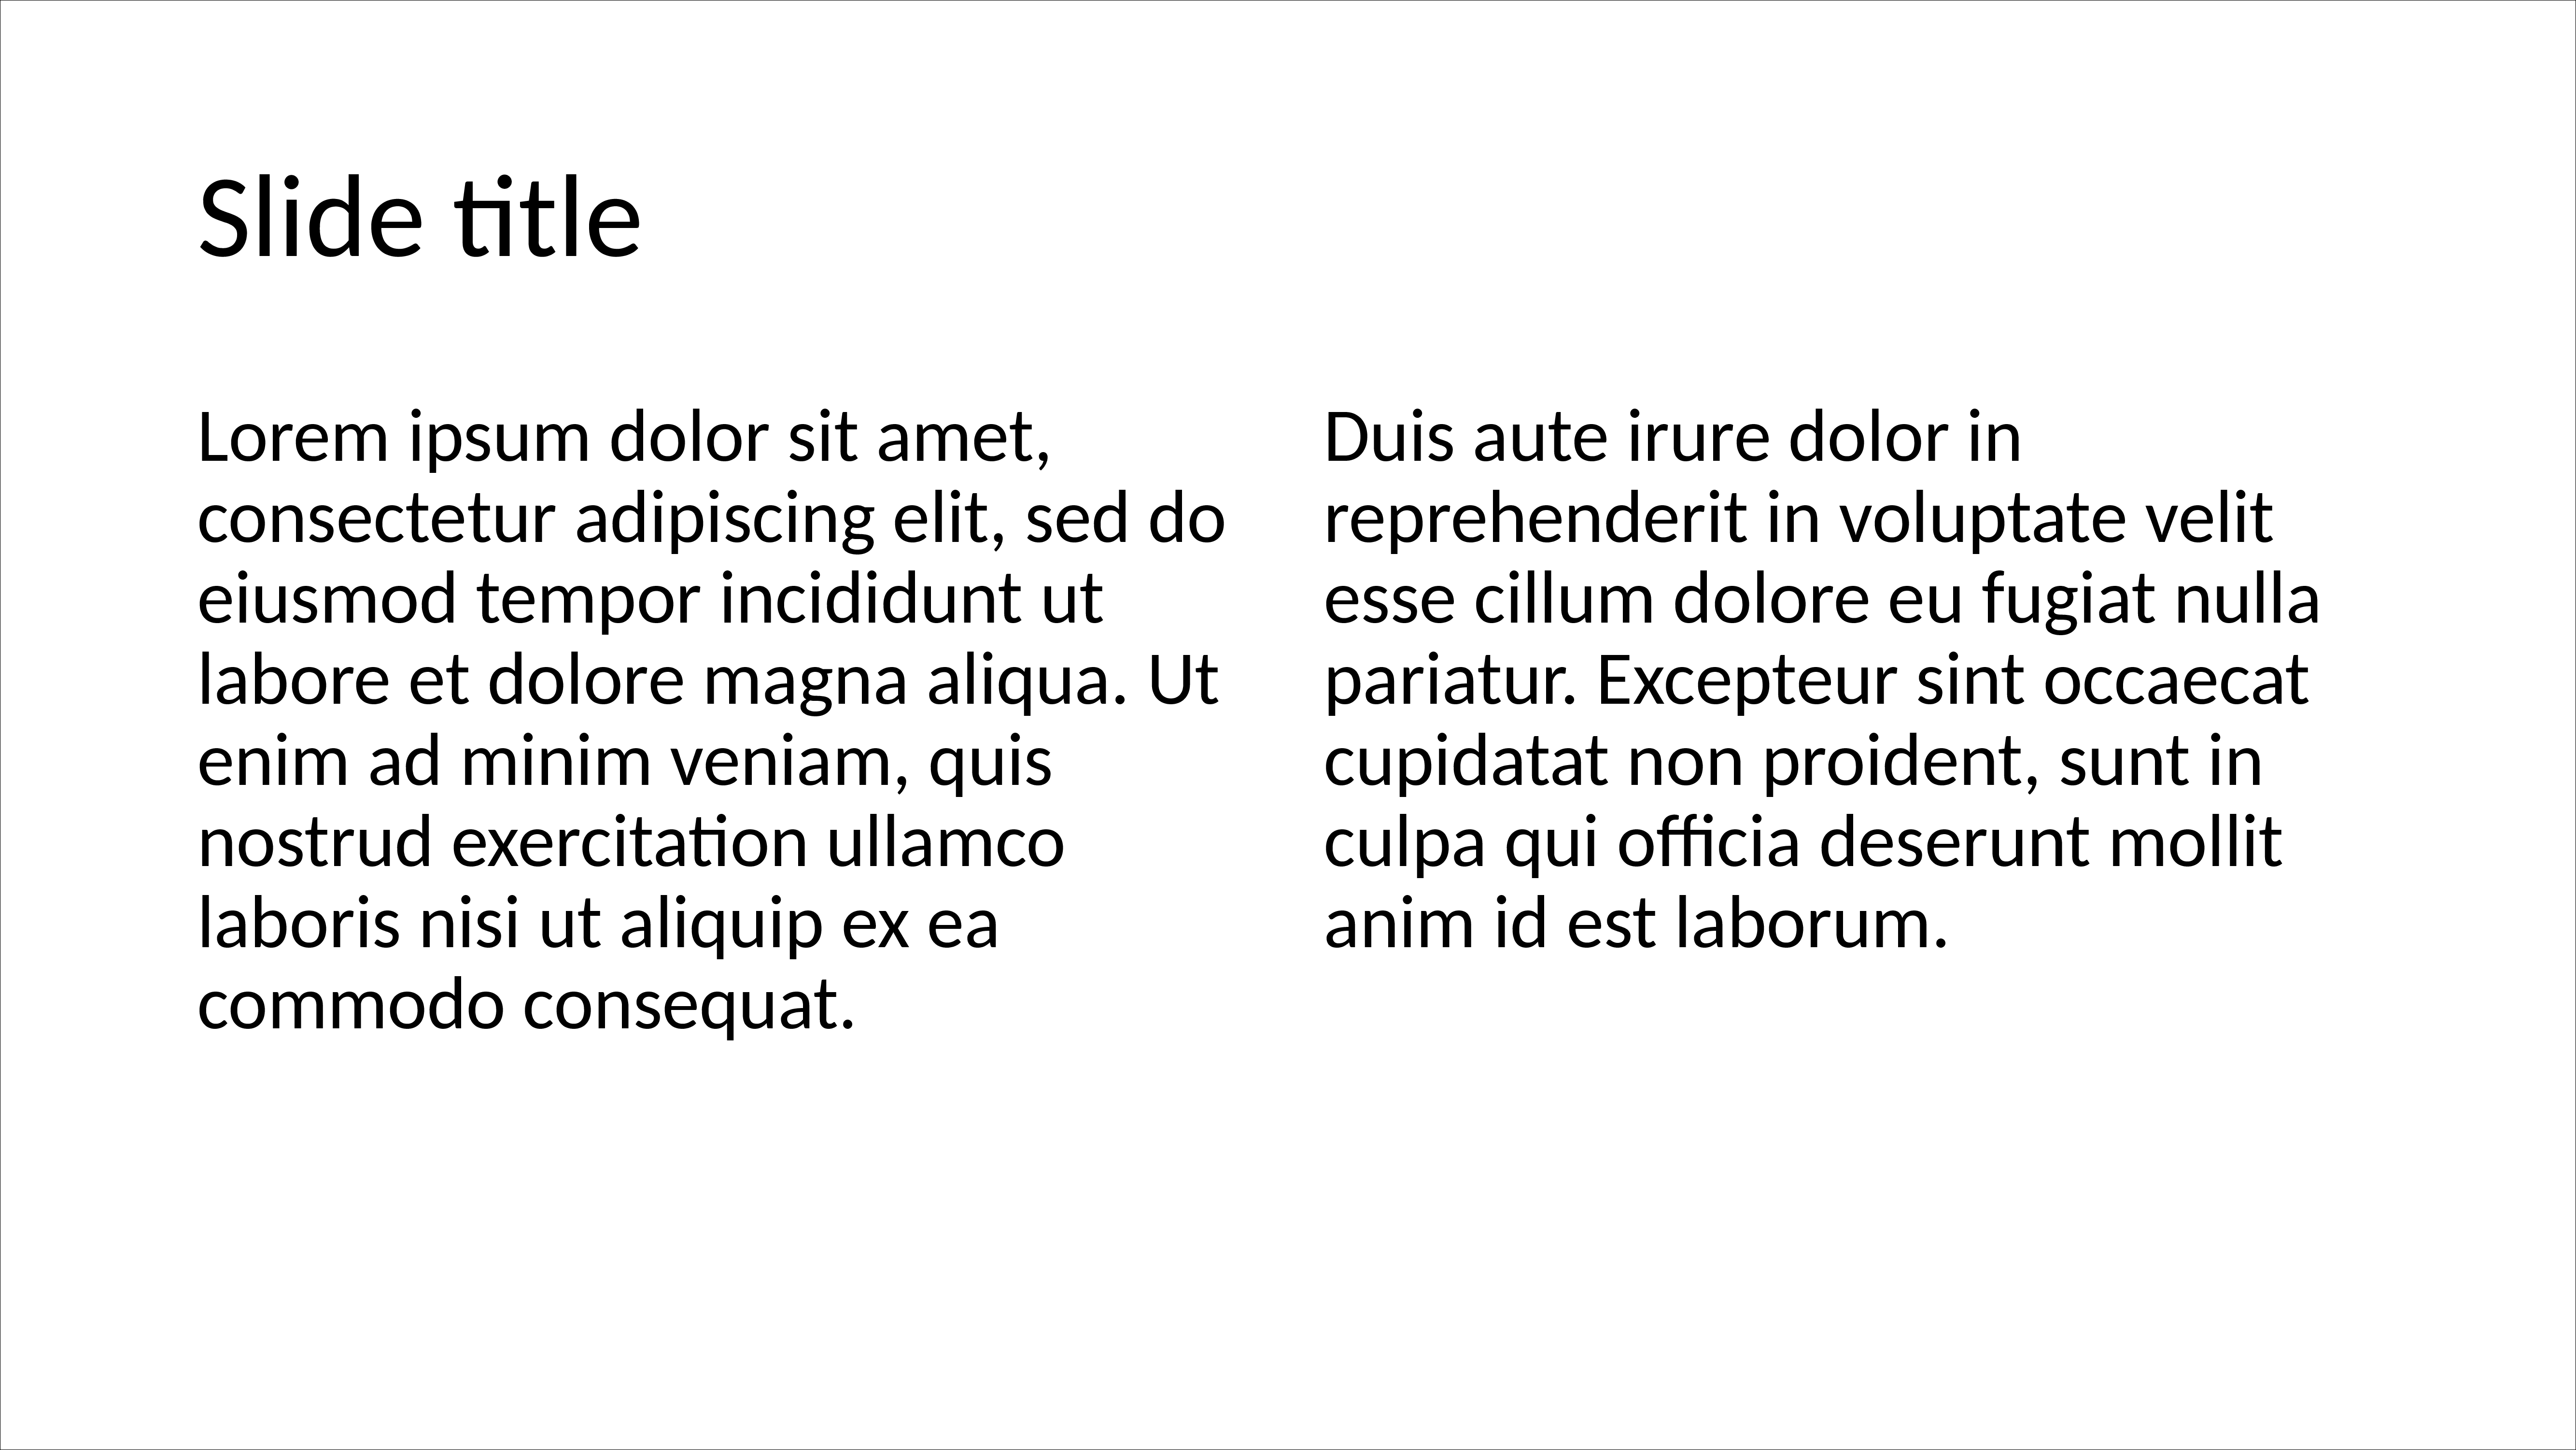 Slide title
Lorem ipsum dolor sit amet,
consectetur adipiscing elit, sed do
eiusmod tempor incididunt ut
labore et dolore magna aliqua. Ut
enim ad minim veniam, quis
nostrud exercitation ullamco
laboris nisi ut aliquip ex ea
commodo consequat.
Duis aute irure dolor in
reprehenderit in voluptate velit
esse cillum dolore eu fugiat nulla
pariatur. Excepteur sint occaecat
cupidatat non proident, sunt in
culpa qui officia deserunt mollit
anim id est laborum.